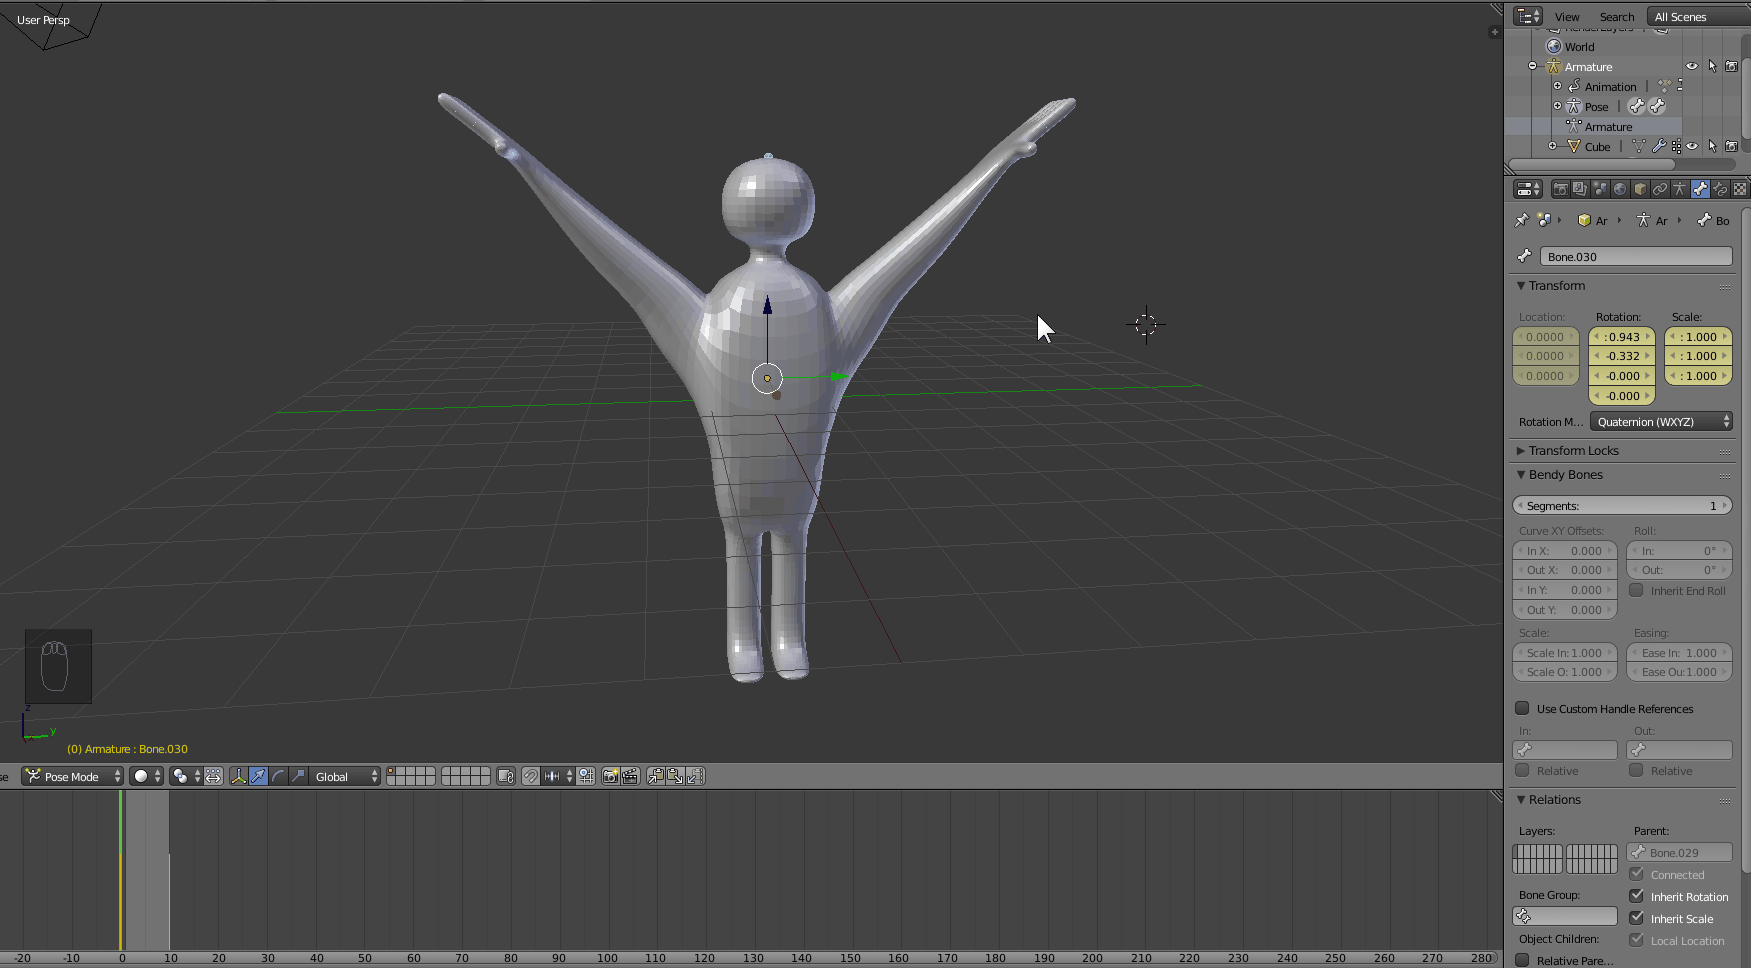 User Persp
View Search All Scenes
RenderLayers
World
Armature
Animation
Pose
Armature
Cube
Ar Ar Bo
Bone.030
Transform
Location: Rotation: Scale:
0.0000 : 0.943 : 1.000
0.0000 -0.332 : 1.000
0.0000 -0.000 : 1.000
-0.000
Rotation M... Quaternion (WXYZ)
Transform Locks
Bendy Bones
Segments: 1
Curve XY Offsets: Roll:
In X: 0.000 In: 0°
Out X: 0.000 Out: 0°
In Y: 0.000 Inherit End Roll
Out Y: 0.000
Scale: Easing:
Scale In: 1.000 Ease In: 1.000
Scale O: 1.000 Ease Ou: 1.000
Use Custom Handle References
In: Out:
Relative Relative
Relations
Layers: Parent:
Bone.029
Connected
Bone Group: Inherit Rotation
Inherit Scale
Object Children: Local Location
Relative Pare...
z
y
(0) Armature : Bone.030
se Pose Mode Global
-20 -10 0 10 20 30 40 50 60 70 80 90 100 110 120 130 140 150 160 170 180 190 200 210 220 230 240 250 260 270 280